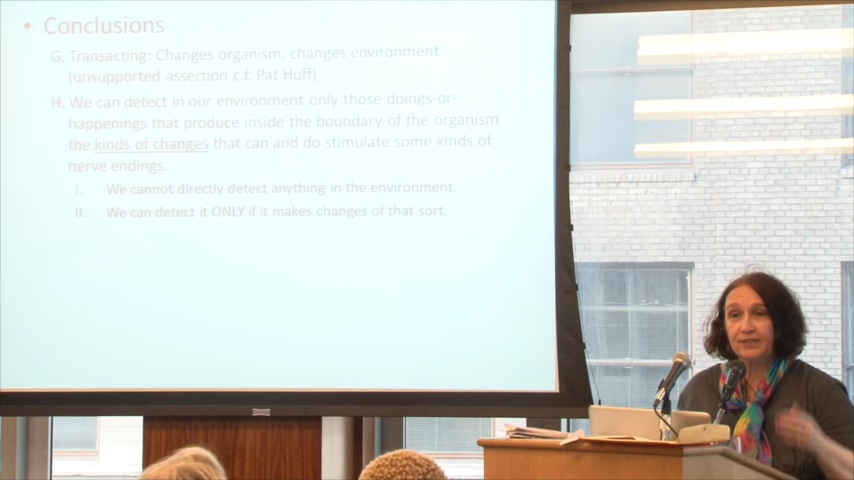 • Conclusions
G. Transacting: Changes organism, changes environment
(unsupported assertion c.f. Pat Huff)
H. We can detect in our environment only those doings-or-
happenings that produce inside the boundary of the organism
the kinds of changes that can and do stimulate some kinds of
nerve endings.
I. We cannot directly detect anything in the environment.
II. We can detect it ONLY if it makes changes of that sort.